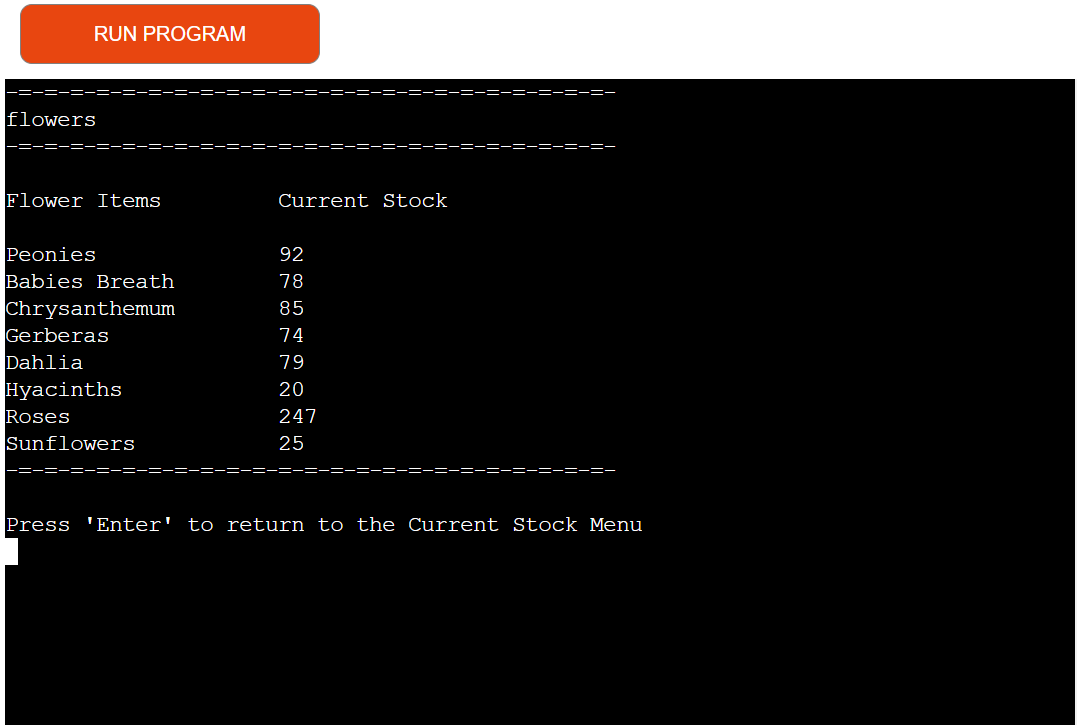 RUN PROGRAM
-=-=-=-=-=-=-=-=-=-=-=-=-=-=-=-=-=-=-=-=-=-=-=-
flowers
-=-=-=-=-=-=-=-=-=-=-=-=-=-=-=-=-=-=-=-=-=-=-=-
Flower Items Current Stock
Peonies 92
Babies Breath 78
Chrysanthemum 85
Gerberas 74
Dahlia 79
Hyacinths 20
Roses 247
Sunflowers 25
-=-=-=-=-=-=-=-=-=-=-=-=-=-=-=-=-=-=-=-=-=-=-=-
Press 'Enter' to return to the Current Stock Menu